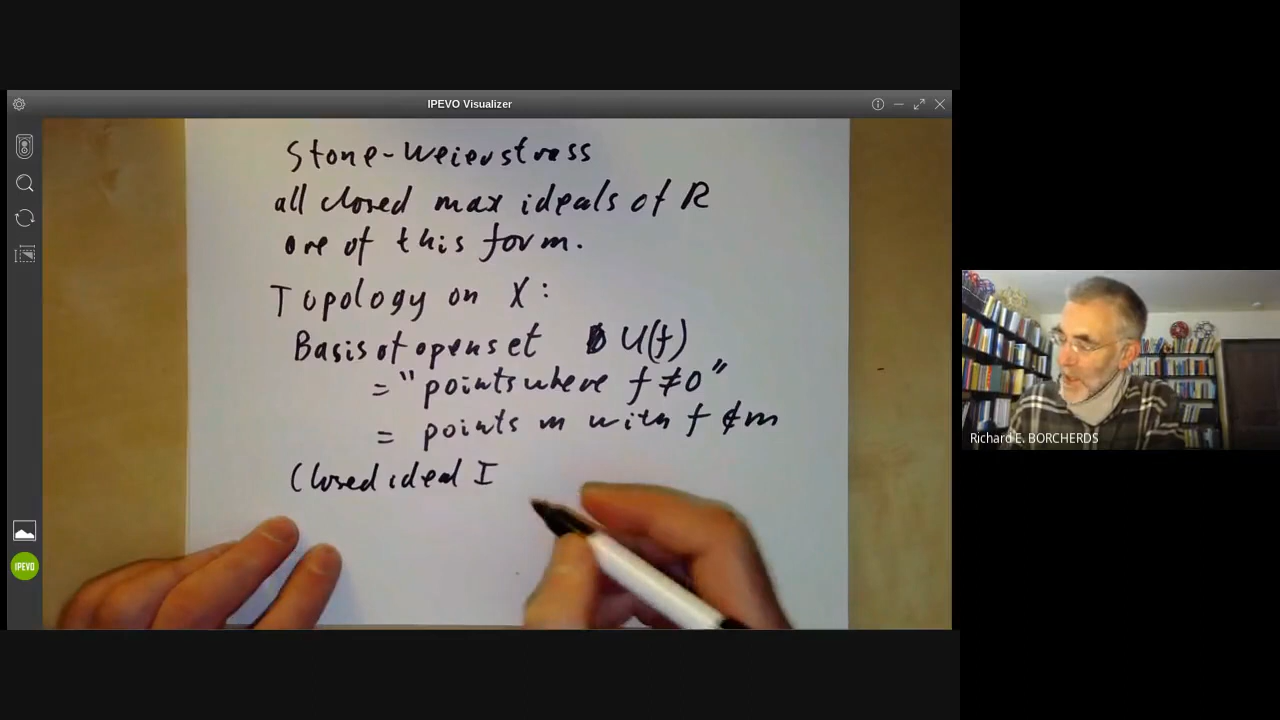 IPEVO Visualizer
Stone-Weierstrass
all closed max ideals of R
are of this form.
Topology on X:
Basis of open set U(f)
= "points where f ≠ 0"
= points m with f ∉ m
Closed ideal I
IPEVO
Richard E. BORCHERDS